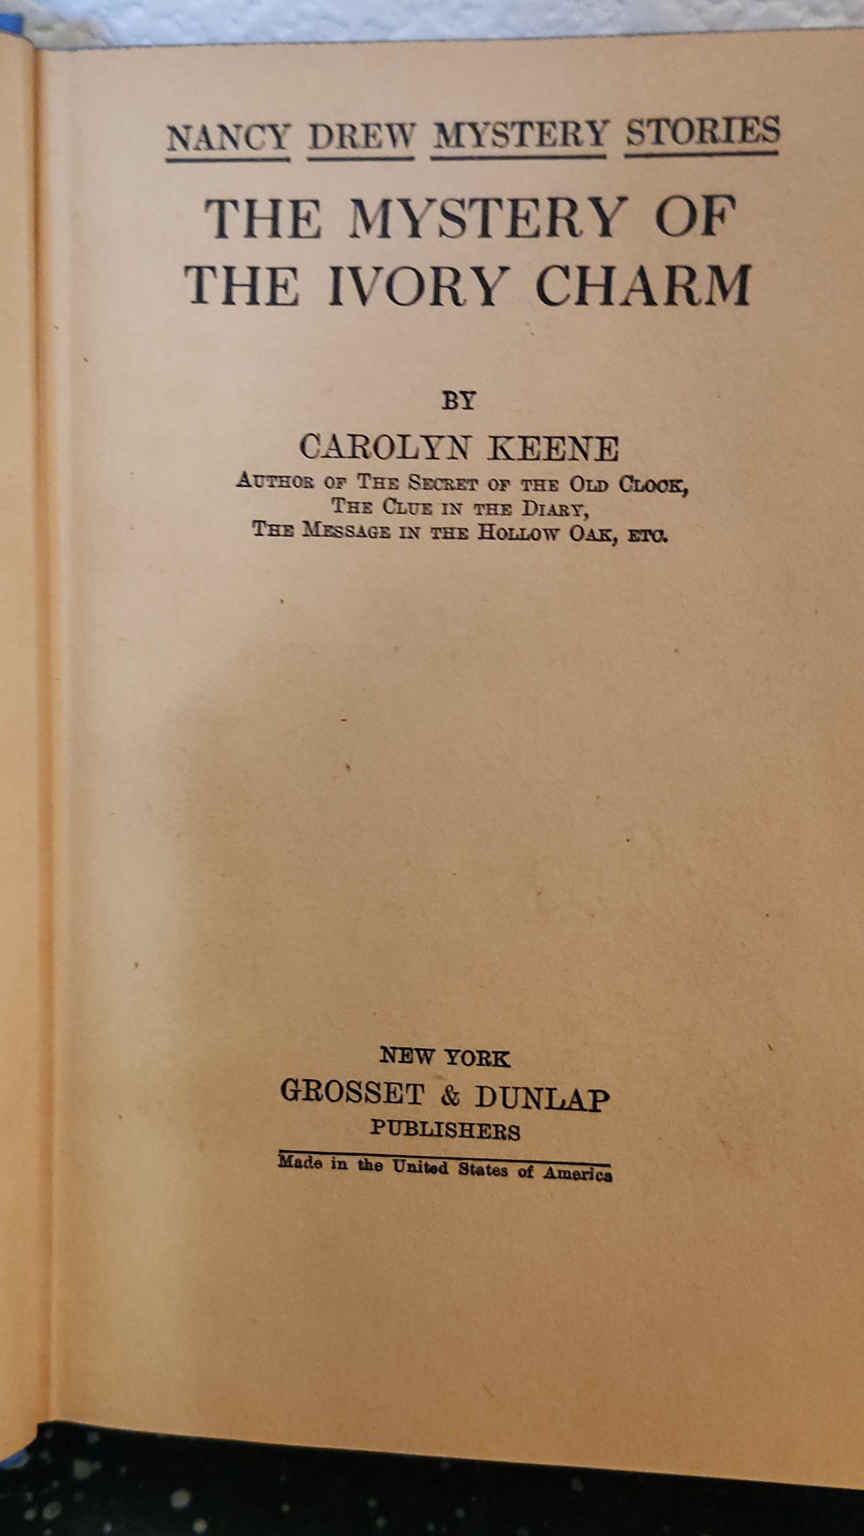 NANCY DREW MYSTERY STORIES
THE MYSTERY OF
THE IVORY CHARM
BY
CAROLYN KEENE
AUTHOR OF THE SECRET OF THE OLD CLOCK,
THE CLUE IN THE DIARY,
THE MESSAGE IN THE HOLLOW OAK, ETC.
NEW YORK
GROSSET & DUNLAP
PUBLISHERS
Made in the United States of America